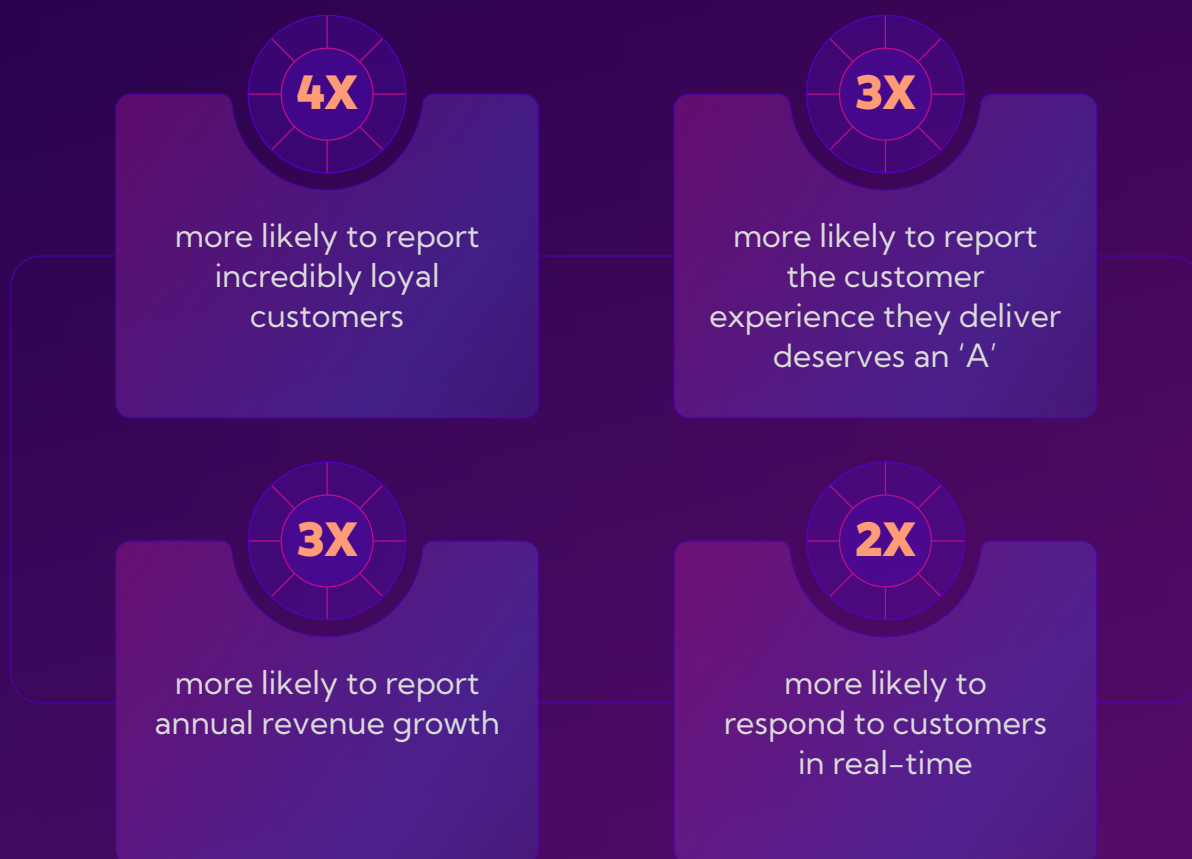 4X
more likely to report
incredibly loyal
customers
3X
more likely to report
the customer
experience they deliver
deserves an ‘A’
3X
more likely to report
annual revenue growth
2X
more likely to
respond to customers
in real-time